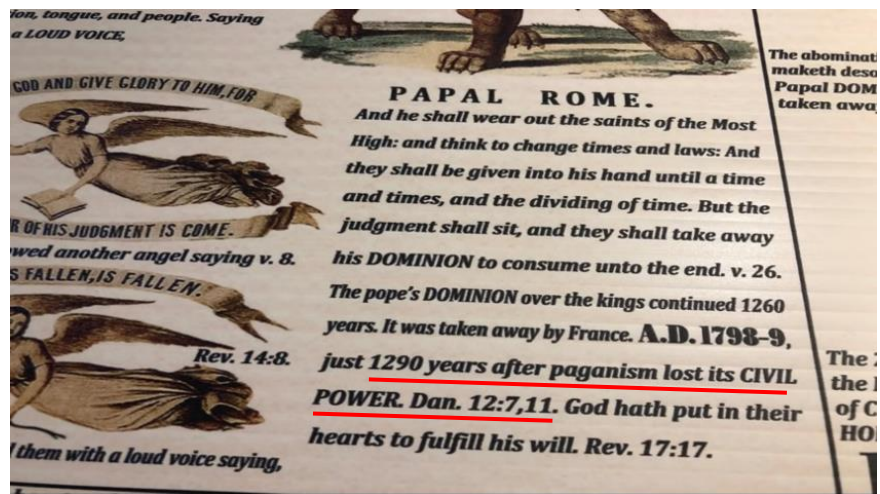 ion, tongue, and people. Saying
a LOUD VOICE,
GOD AND GIVE GLORY TO HIM, FOR
R OF HIS JUDGMENT IS COME.
wed another angel saying v. 8.
S FALLEN, IS FALLEN.
Rev. 14:8.
them with a loud voice saying,
PAPAL ROME.
And he shall wear out the saints of the Most
High: and think to change times and laws: And
they shall be given into his hand until a time
and times, and the dividing of time. But the
judgment shall sit, and they shall take away
his DOMINION to consume unto the end. v. 26.
The pope's DOMINION over the kings continued 1260
years. It was taken away by France. A.D. 1798-9,
just 1290 years after paganism lost its CIVIL
POWER. Dan. 12:7,11. God hath put in their
hearts to fulfill his will. Rev. 17:17.
The abominati
maketh deso
Papal DOM
taken away
The
the
of C
HO